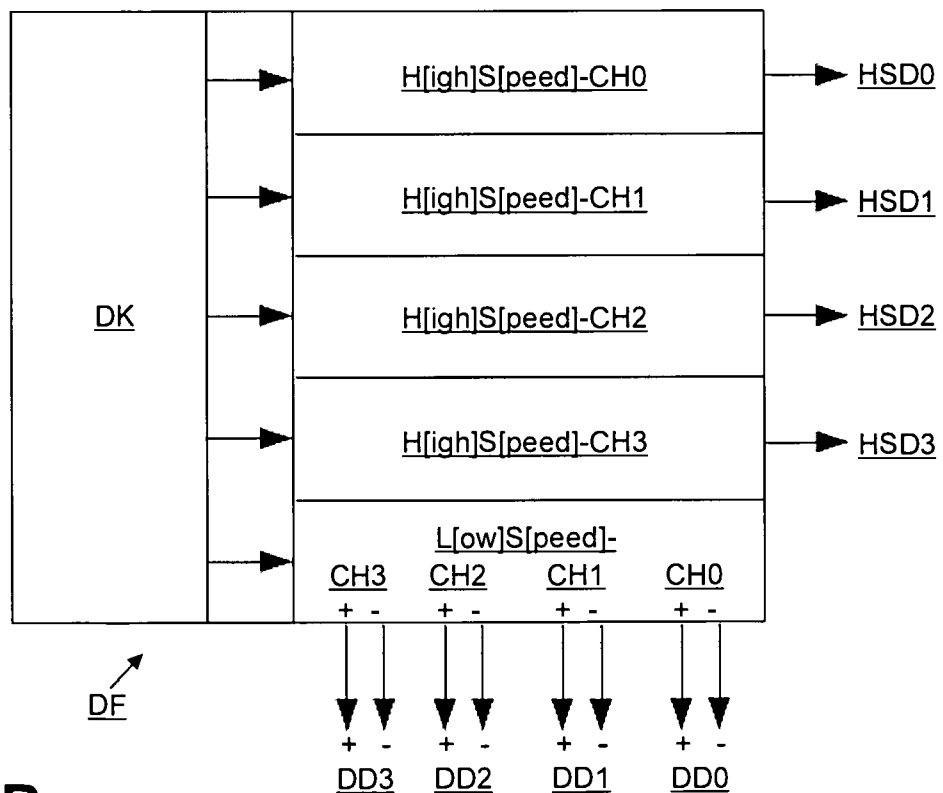 H[igh]S[peed]-CH0 HSD0
H[igh]S[peed]-CH1 HSD1
DK H[igh]S[peed]-CH2 HSD2
H[igh]S[peed]-CH3 HSD3
L[ow]S[peed]-
CH3 CH2 CH1 CH0
+ - + - + - + -
DF
+ - + - + - + -
DD3 DD2 DD1 DD0